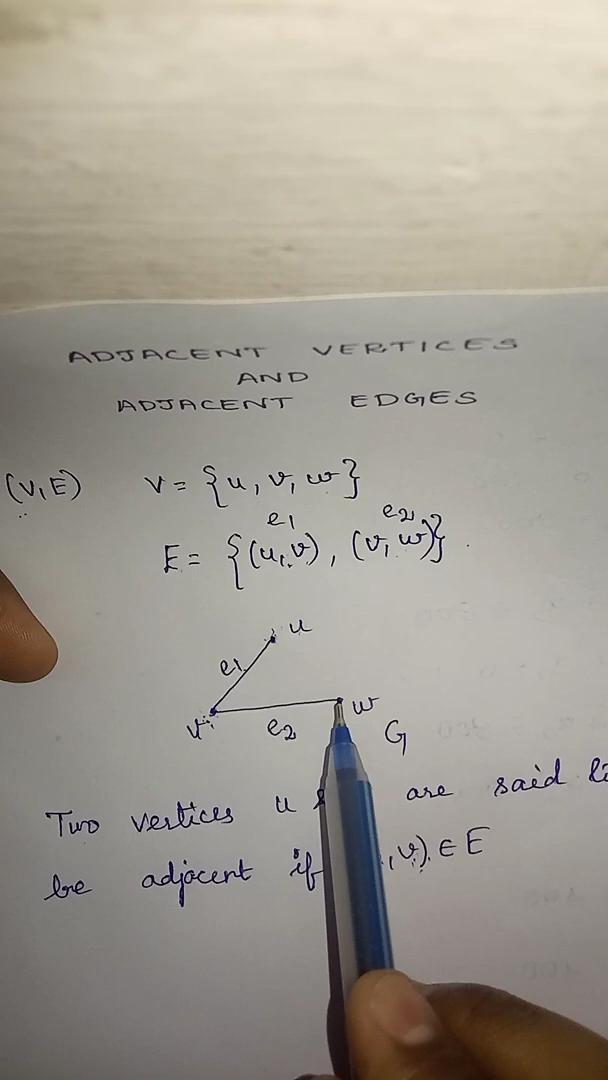 ADJACENT VERTICES
AND
ADJACENT EDGES
(V,E) V = {u, v, w}
e1 e2
E = {(u,v), (v,w)}.
u
e1
v e2 w
G
Two vertices u are said
be adjacent if ,v) ∈ E